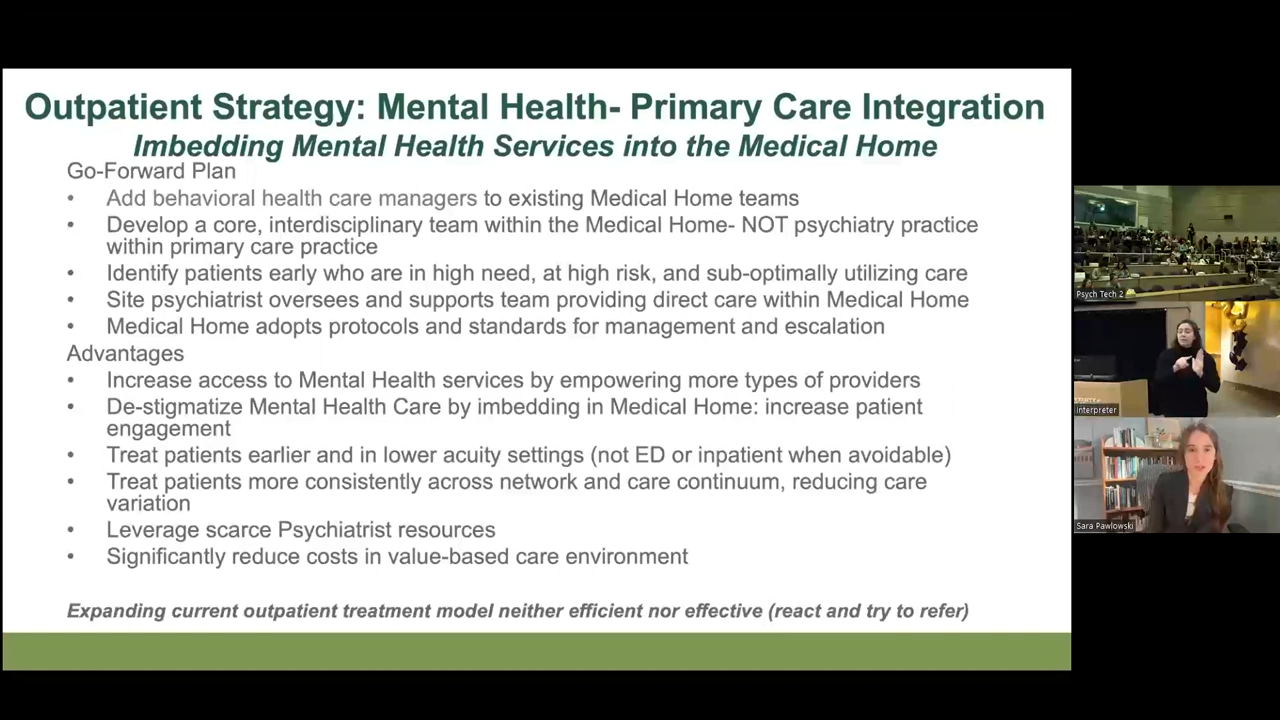 Outpatient Strategy: Mental Health- Primary Care Integration
Imbedding Mental Health Services into the Medical Home
Go-Forward Plan
• Add behavioral health care managers to existing Medical Home teams
• Develop a core, interdisciplinary team within the Medical Home- NOT psychiatry practice
within primary care practice
• Identify patients early who are in high need, at high risk, and sub-optimally utilizing care
• Site psychiatrist oversees and supports team providing direct care within Medical Home
• Medical Home adopts protocols and standards for management and escalation
Advantages
• Increase access to Mental Health services by empowering more types of providers
• De-stigmatize Mental Health Care by imbedding in Medical Home: increase patient
engagement
• Treat patients earlier and in lower acuity settings (not ED or inpatient when avoidable)
• Treat patients more consistently across network and care continuum, reducing care
variation
• Leverage scarce Psychiatrist resources
• Significantly reduce costs in value-based care environment
Expanding current outpatient treatment model neither efficient nor effective (react and try to refer)
Psych Tech 2
Interpreter
Sara Pawlowski